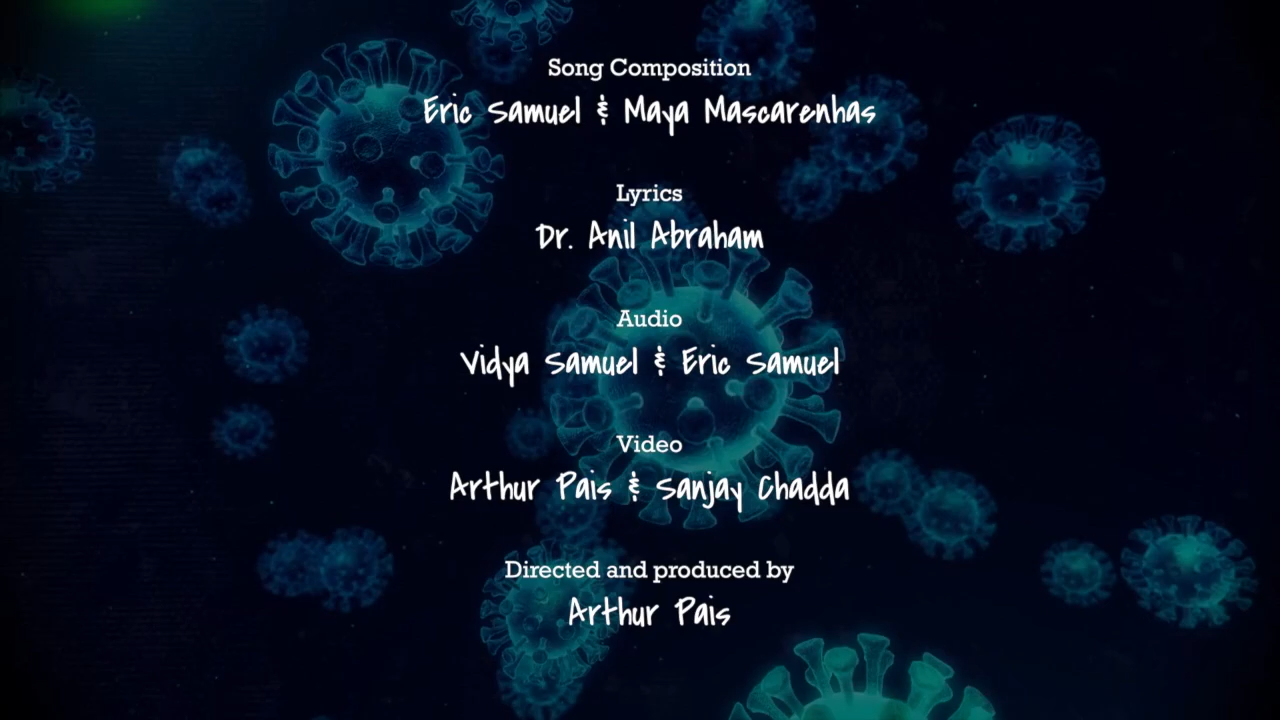 Song Composition
Eric Samuel & Maya Mascarenhas
Lyrics
Dr. Anil Abraham
Audio
Vidya Samuel & Eric Samuel
Video
Arthur Pais & Sanjay Chadda
Directed and produced by
Arthur Pais